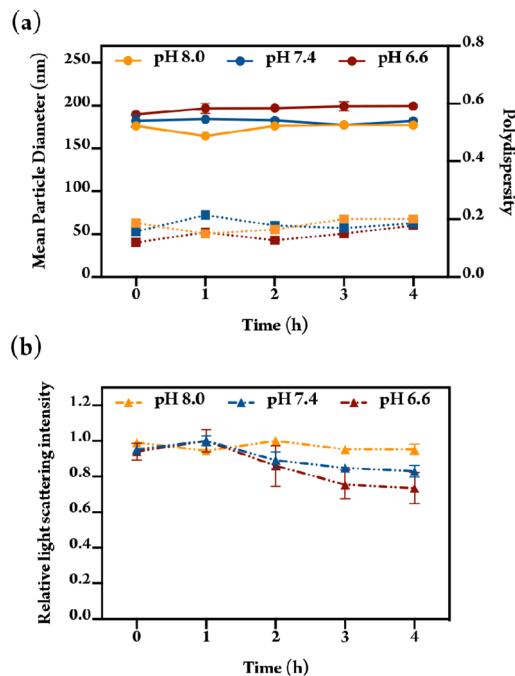 (a)
pH 8.0 pH 7.4 pH 6.6
Mean Particle Diameter (nm)
250
200
150
100
50
0
0.8
0.6
0.4
0.2
0.0
Polydispersity
0 1 2 3 4
Time (h)
(b)
pH 8.0 pH 7.4 pH 6.6
Relative light scattering intensity
1.2
1.0
0.8
0.6
0.4
0.2
0.0
0 1 2 3 4
Time (h)